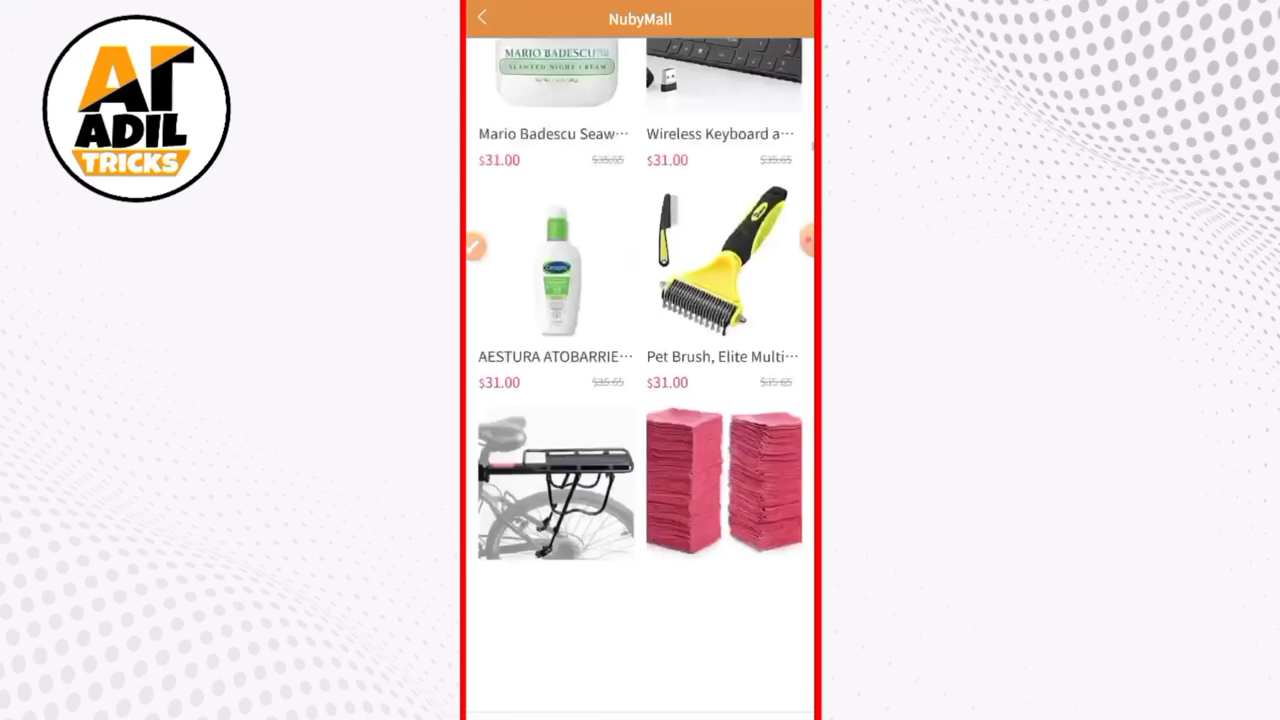 NubyMall
AT
ADIL
TRICKS
MARIO BADESCU
SEAWEED NIGHT CREAM
Mario Badescu Seaw···
$31.00 $35.65
Wireless Keyboard a···
$31.00 $35.65
Cetaphil
AESTURA ATOBARRIE···
$31.00 $35.65
Pet Brush, Elite Multi···
$31.00 $35.65